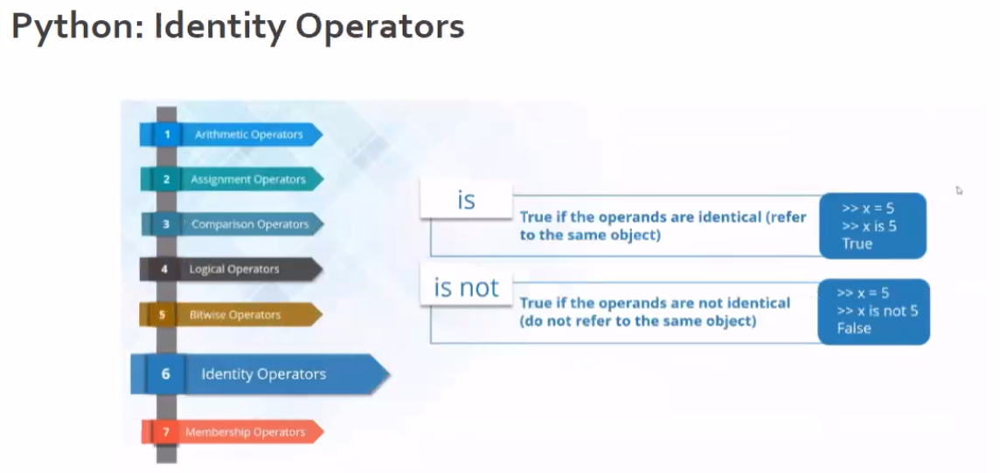 Python: Identity Operators
1 Arithmetic Operators
2 Assignment Operators
3 Comparison Operators
4 Logical Operators
5 Bitwise Operators
6 Identity Operators
7 Membership Operators
is
True if the operands are identical (refer
to the same object)
>> x = 5
>> x is 5
True
is not
True if the operands are not identical
(do not refer to the same object)
>> x = 5
>> x is not 5
False